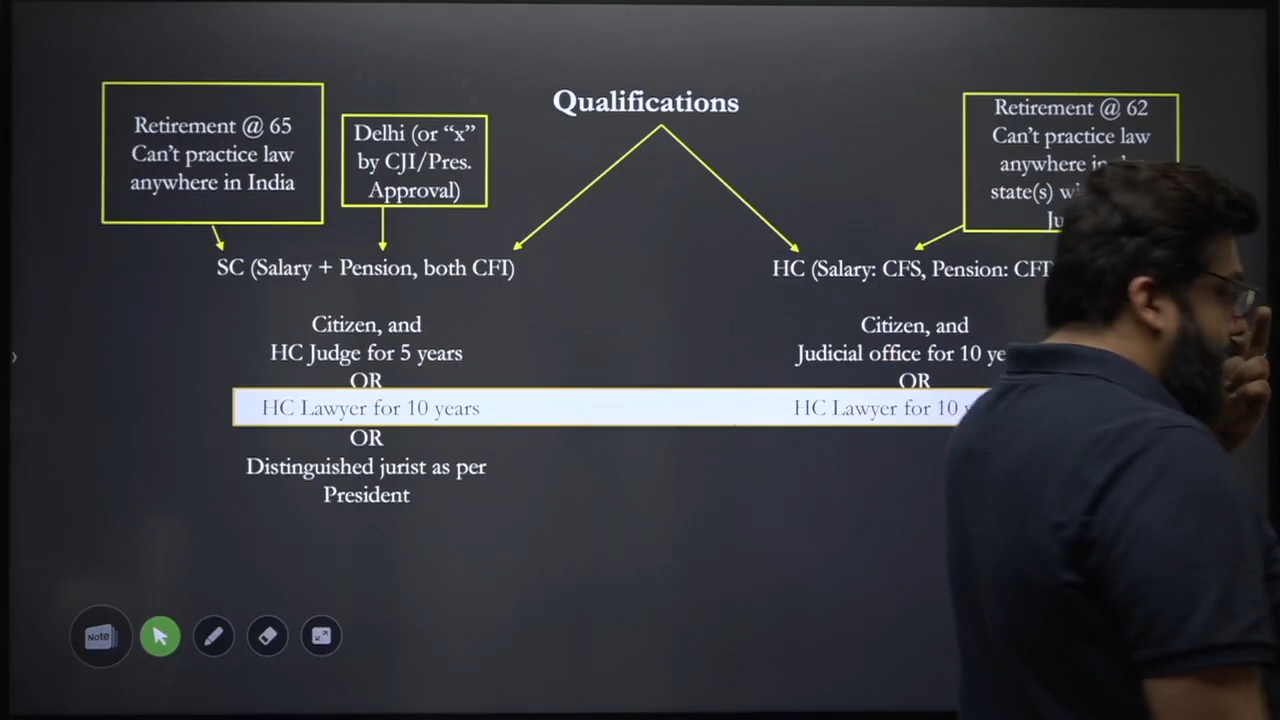 Qualifications
Retirement @ 65
Can't practice law
anywhere in India
Delhi (or "x"
by CJI/Pres.
Approval)
Retirement @ 62
Can't practice law
anywhere in
state(s)
SC (Salary + Pension, both CFI)
Citizen, and
HC Judge for 5 years
OR
HC Lawyer for 10 years
OR
Distinguished jurist as per
President
HC (Salary: CFS, Pension:
Citizen, and
Judicial office for 10
OR
HC Lawyer for 10
Note